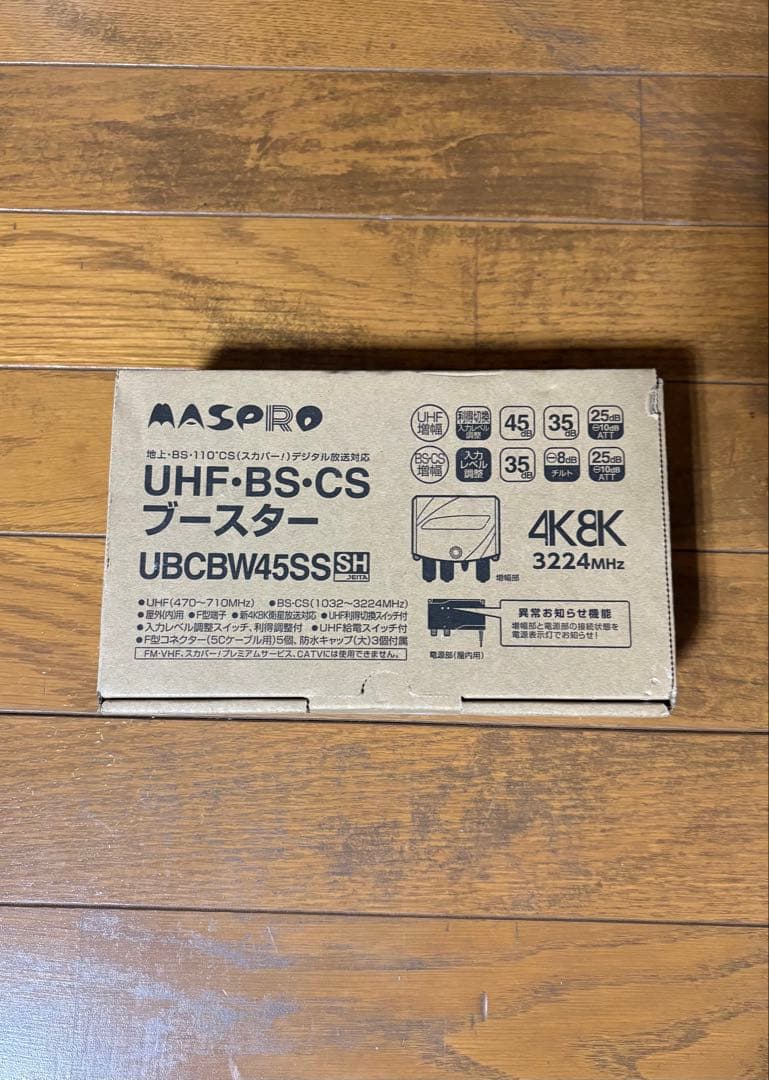 MASPRO
地上・BS・110°CS(スカパー!)デジタル放送対応
UHF・BS・CS
ブースター
UBCBW45SS SH
JEITA
UHF増幅 利得切換 入力レベル調整 45dB 35dB 25dB ⊖10dB ATT
BS・CS増幅 入力レベル調整 35dB ⊖8dB チルト 25dB ⊖10dB ATT
4K8K
3224MHz
増幅部
●UHF(470〜710MHz) ●BS・CS(1032〜3224MHz)
●屋外(内)用 ●F型端子 ●新4K8K衛星放送対応 ●UHF利得切換スイッチ付
●入力レベル調整スイッチ、利得調整付 ●UHF給電スイッチ付
●F型コネクター(5Cケーブル用)5個、防水キャップ(大)3個付属
FM・VHF、スカパー!プレミアムサービス、CATVには使用できません。
電源部(屋内用)
異常お知らせ機能
増幅部と電源部の接続状態を
電源表示灯でお知らせ!